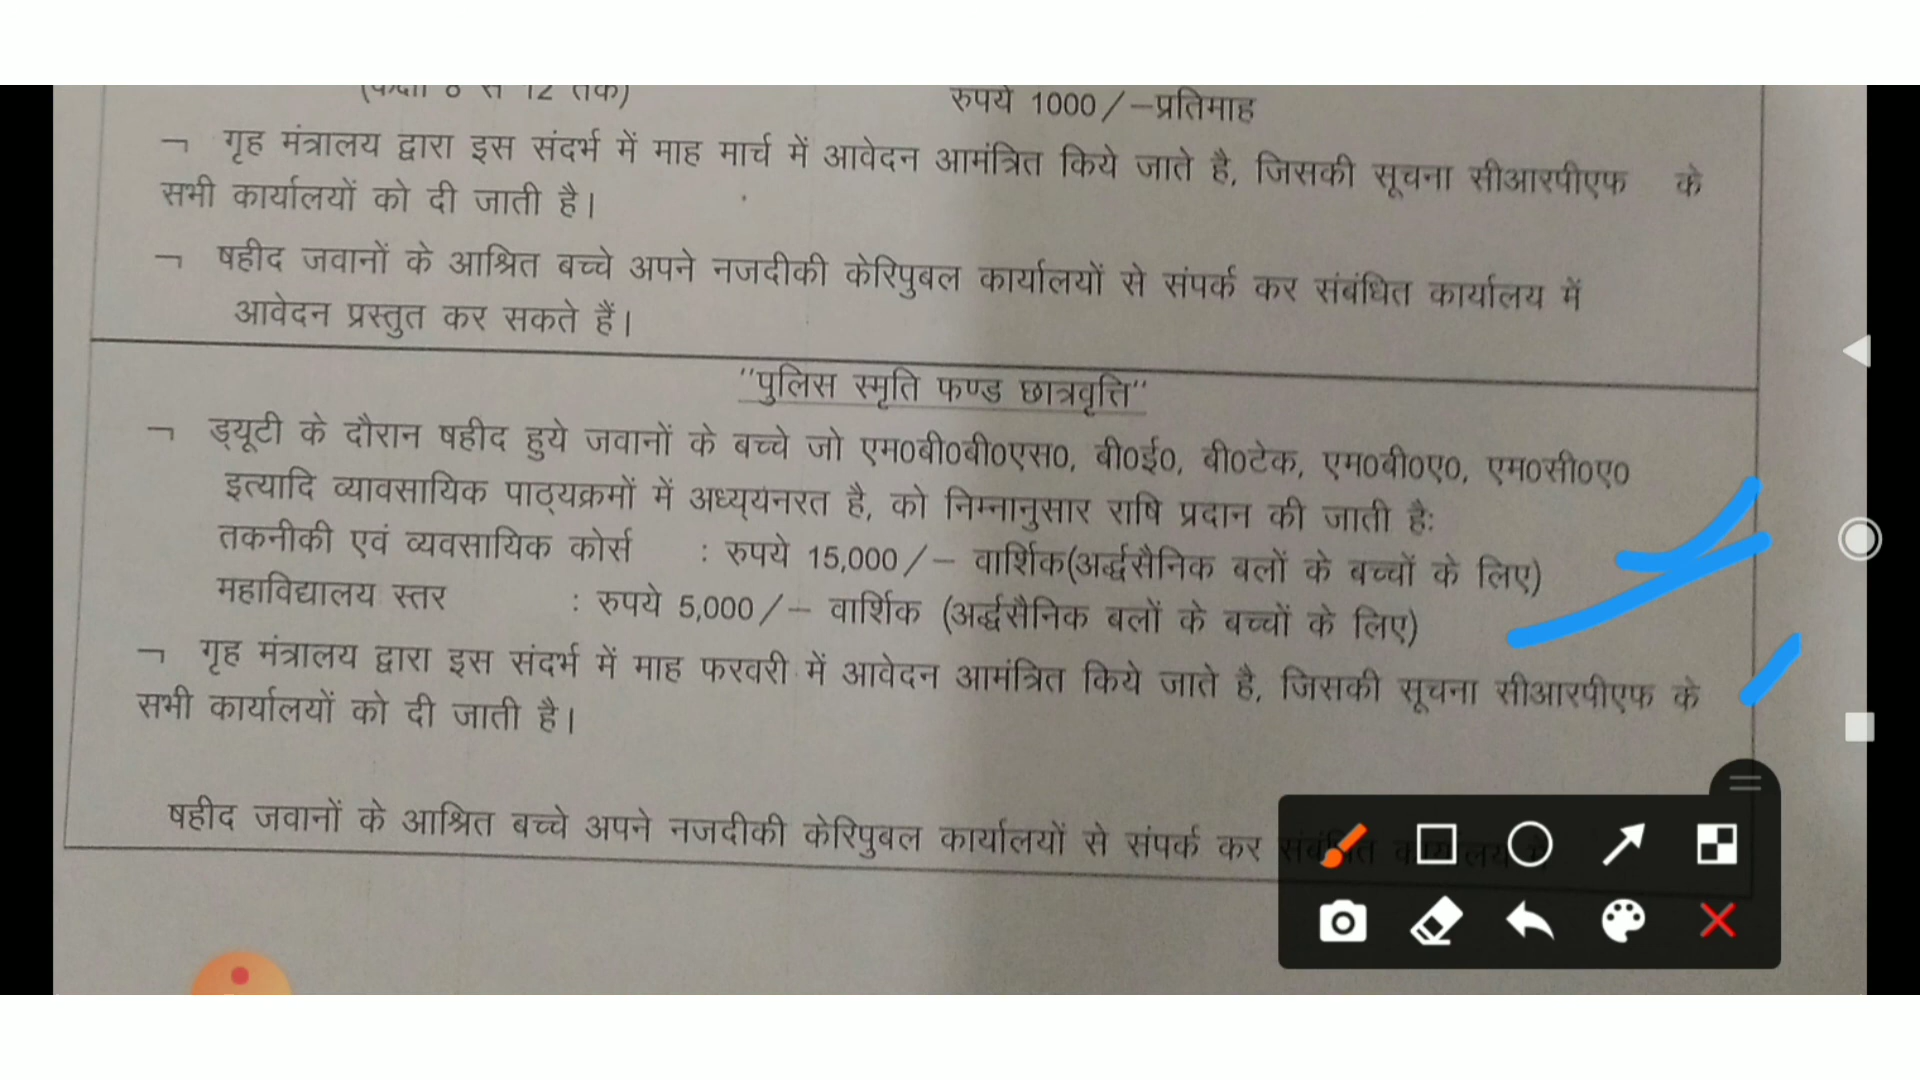 12 तक)
रुपये 1000/–प्रतिमाह
¬ गृह मंत्रालय द्वारा इस संदर्भ में माह मार्च में आवेदन आमंत्रित किये जाते है, जिसकी सूचना सीआरपीएफ के
सभी कार्यालयों को दी जाती है।
¬ षहीद जवानों के आश्रित बच्चे अपने नजदीकी केरिपुबल कार्यालयों से संपर्क कर संबंधित कार्यालय में
आवेदन प्रस्तुत कर सकते हैं।
"पुलिस स्मृति फण्ड छात्रवृत्ति"
¬ ड्यूटी के दौरान षहीद हुये जवानों के बच्चे जो एम0बी0बी0एस0, बी0ई0, बी0टेक, एम0बी0ए0, एम0सी0ए0
इत्यादि व्यावसायिक पाठ्यक्रमों में अध्य्यनरत है, को निम्नानुसार राषि प्रदान की जाती हैः
तकनीकी एवं व्यवसायिक कोर्स : रुपये 15,000/– वार्शिक(अर्द्धसैनिक बलों के बच्चों के लिए)
महाविद्यालय स्तर : रुपये 5,000/– वार्शिक (अर्द्धसैनिक बलों के बच्चों के लिए)
¬ गृह मंत्रालय द्वारा इस संदर्भ में माह फरवरी में आवेदन आमंत्रित किये जाते है, जिसकी सूचना सीआरपीएफ के
सभी कार्यालयों को दी जाती है।
षहीद जवानों के आश्रित बच्चे अपने नजदीकी केरिपुबल कार्यालयों से संपर्क कर